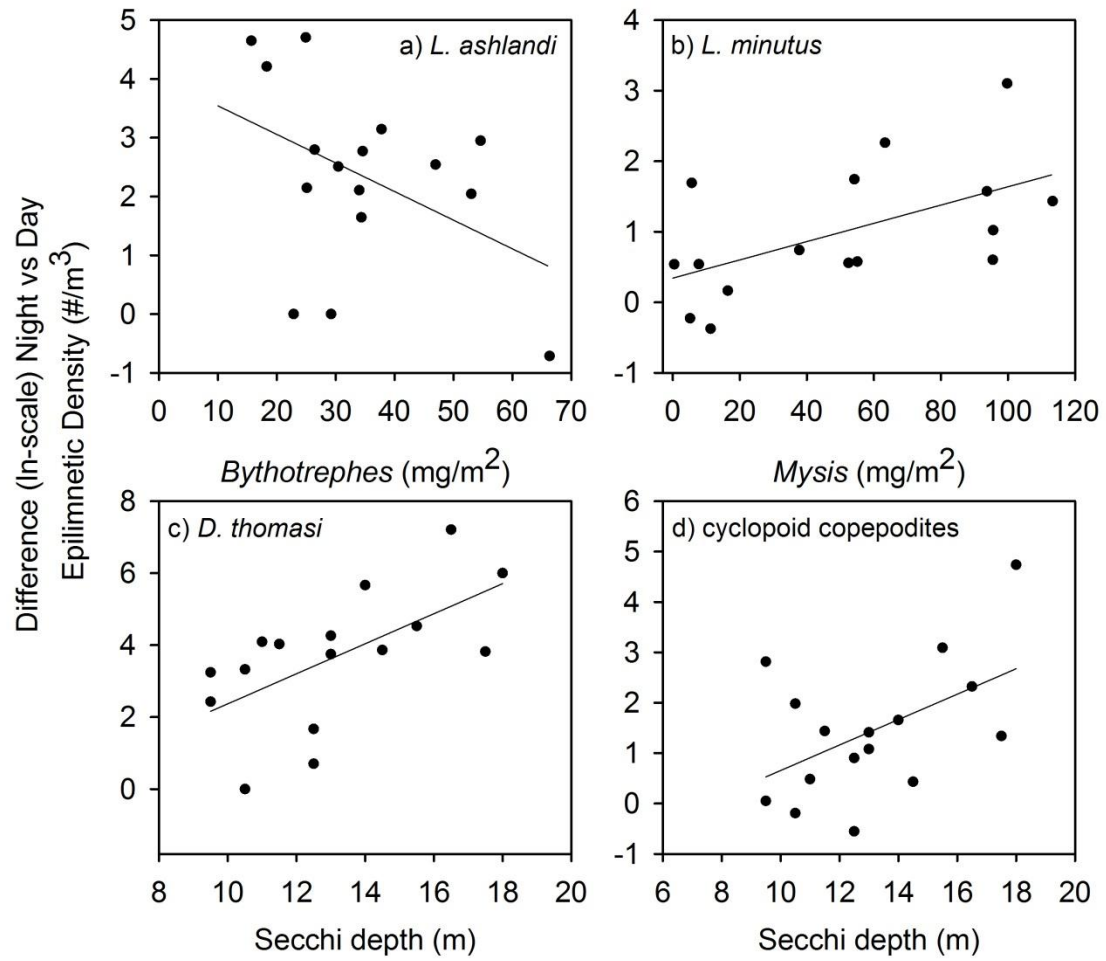 Difference (ln-scale) Night vs Day
Epilimnetic Density (#/m³)
a) L. ashlandi
5
4
3
2
1
0
-1
0 10 20 30 40 50 60 70
Bythotrephes (mg/m²)
b) L. minutus
4
3
2
1
0
-1
0 20 40 60 80 100 120
Mysis (mg/m²)
c) D. thomasi
8
6
4
2
0
8 10 12 14 16 18 20
Secchi depth (m)
d) cyclopoid copepodites
6
5
4
3
2
1
0
-1
6 8 10 12 14 16 18 20
Secchi depth (m)